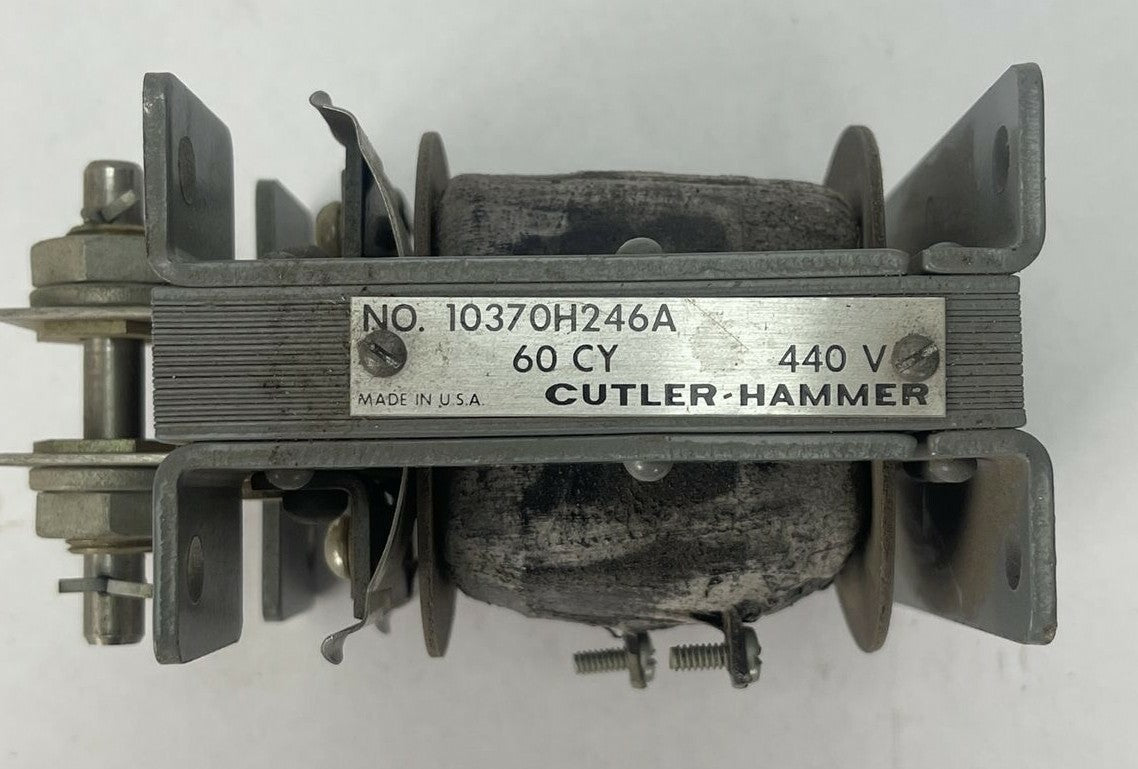 NO. 10370H246A
60 CY 440 V
MADE IN U.S.A. CUTLER-HAMMER